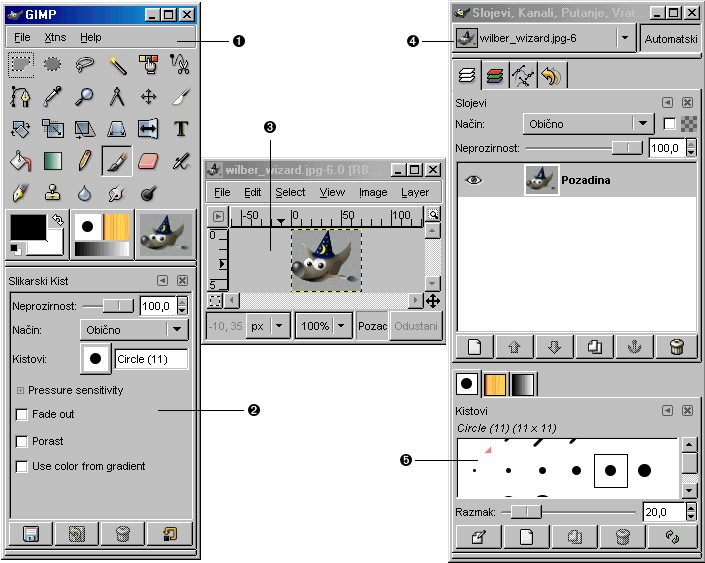 GIMP
File Xtns Help
❶
Slikarski Kist
Neprozirnost: 100,0
Način: Obično
Kistovi: Circle (11)
Pressure sensitivity
Fade out
❷
Porast
Use color from gradient
❸
wilber_wizard.jpg-6.0 (RB...
File Edit Select View Image Layer
-50 0 50 100
0
5
-10, 35 px 100% Pozac Odustani
Slojevi, Kanali, Putanje, Vrat
❹
wilber_wizard.jpg-6 Automatski
Slojevi
Način: Obično
Neprozirnost: 100,0
Pozadina
Kistovi
Circle (11) (11 x 11)
❺
Razmak: 20,0